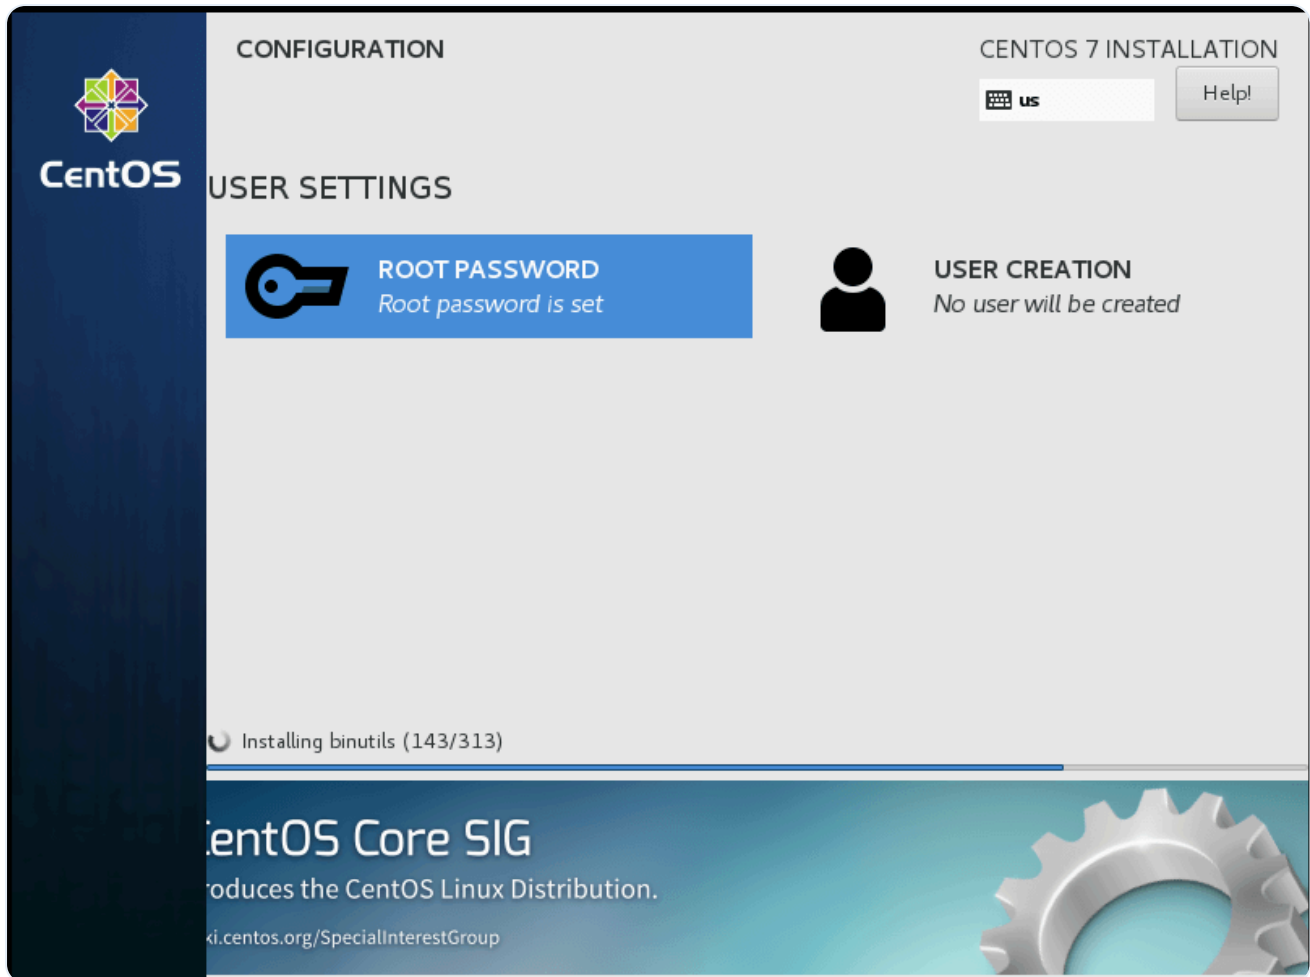 CentOS
CONFIGURATION
CENTOS 7 INSTALLATION
us
Help!
USER SETTINGS
ROOT PASSWORD
Root password is set
USER CREATION
No user will be created
Installing binutils (143/313)
entOS Core SIG
roduces the CentOS Linux Distribution.
ki.centos.org/SpecialInterestGroup